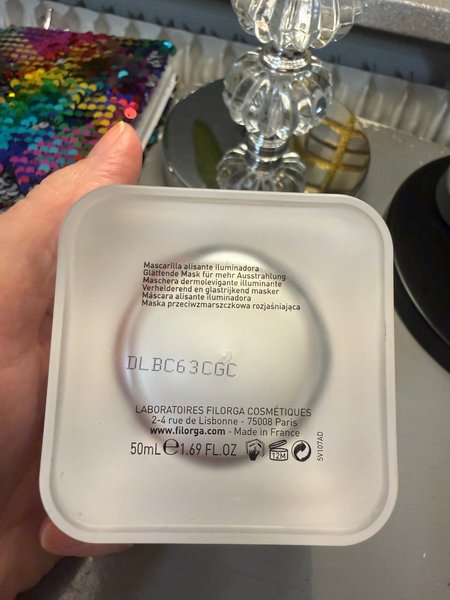 Mascarilla alisante iluminadora
Glättende Mask für mehr Ausstrahlung
Maschera dermolevigante illuminante
Verhelderend en glastrijkend masker
Máscara alisante iluminadora
Maska przeciwzmarszczkowa rozjaśniająca
DLBC63CGC
LABORATOIRES FILORGA COSMÉTIQUES
2-4 rue de Lisbonne - 75008 Paris
www.filorga.com - Made in France
50mL℮1.69 FL.OZ 12M
5V107AD